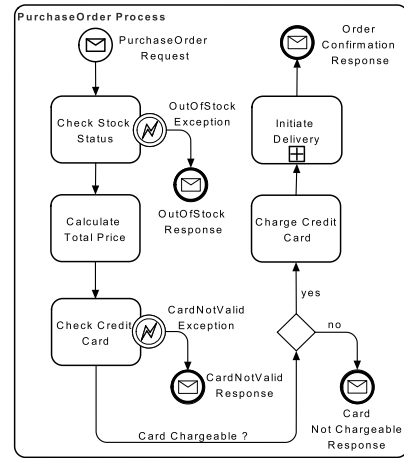 PurchaseOrder Process
PurchaseOrder
Request
Check Stock
Status
OutOfStock
Exception
OutOfStock
Response
Calculate
Total Price
Check Credit
Card
CardNotValid
Exception
CardNotValid
Response
Card Chargeable ?
yes
no
Card
Not Chargeable
Response
Charge Credit
Card
Initiate
Delivery
Order
Confirmation
Response